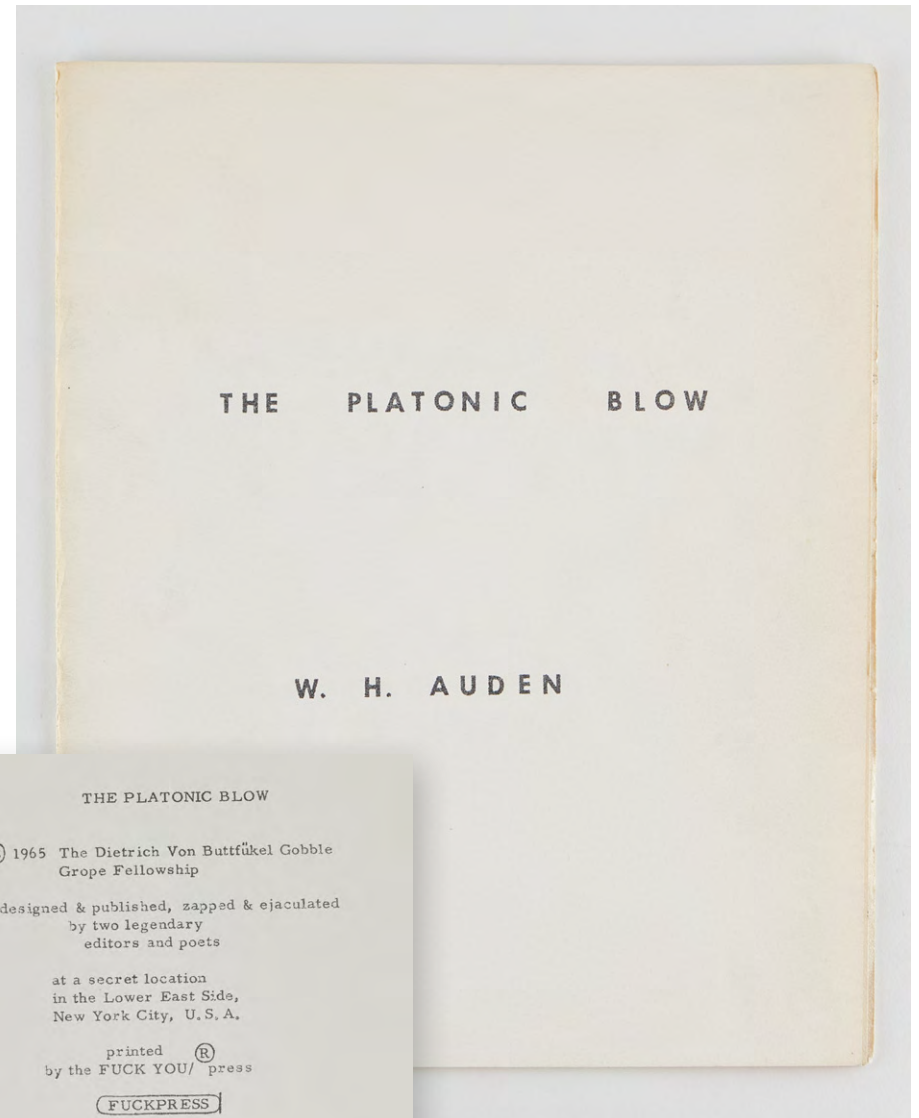 THE PLATONIC BLOW
W. H. AUDEN
THE PLATONIC BLOW
1965 The Dietrich Von Buttfükel Gobble
Grope Fellowship
designed & published, zapped & ejaculated
by two legendary
editors and poets
at a secret location
in the Lower East Side,
New York City, U.S.A.
printed ®
by the FUCK YOU/ press
FUCKPRESS